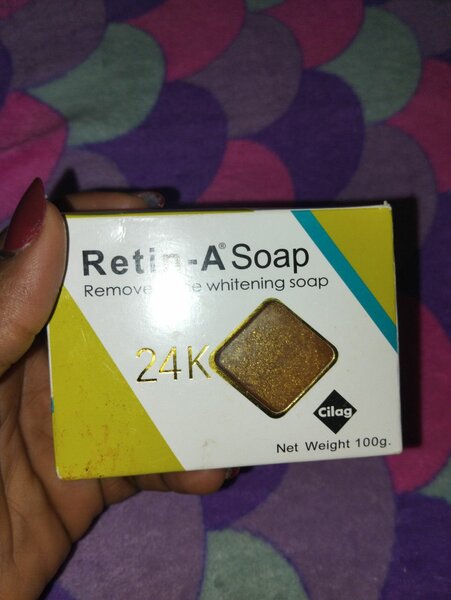 Retin-A® Soap
Remove whitening soap
24K
Cilag
Net Weight 100g.